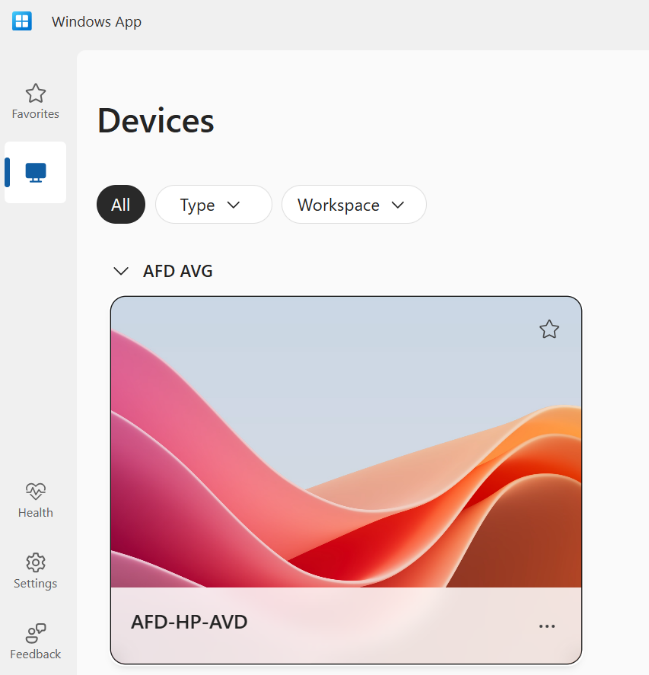 Windows App
Favorites
Devices
All
Type
Workspace
AFD AVG
AFD-HP-AVD
Health
Settings
Feedback